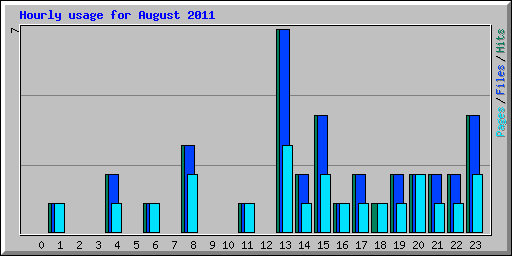 Hourly usage for August 2011
7
Pages/Files/Hits
0 1 2 3 4 5 6 7 8 9 10 11 12 13 14 15 16 17 18 19 20 21 22 23